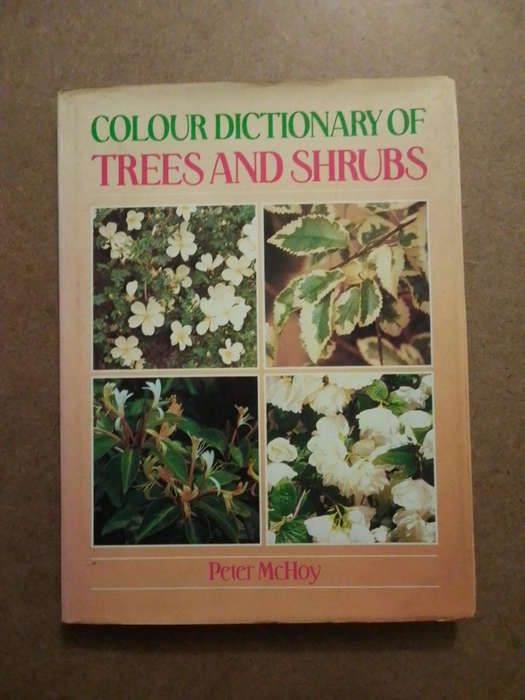 COLOUR DICTIONARY OF
TREES AND SHRUBS
Peter McHoy